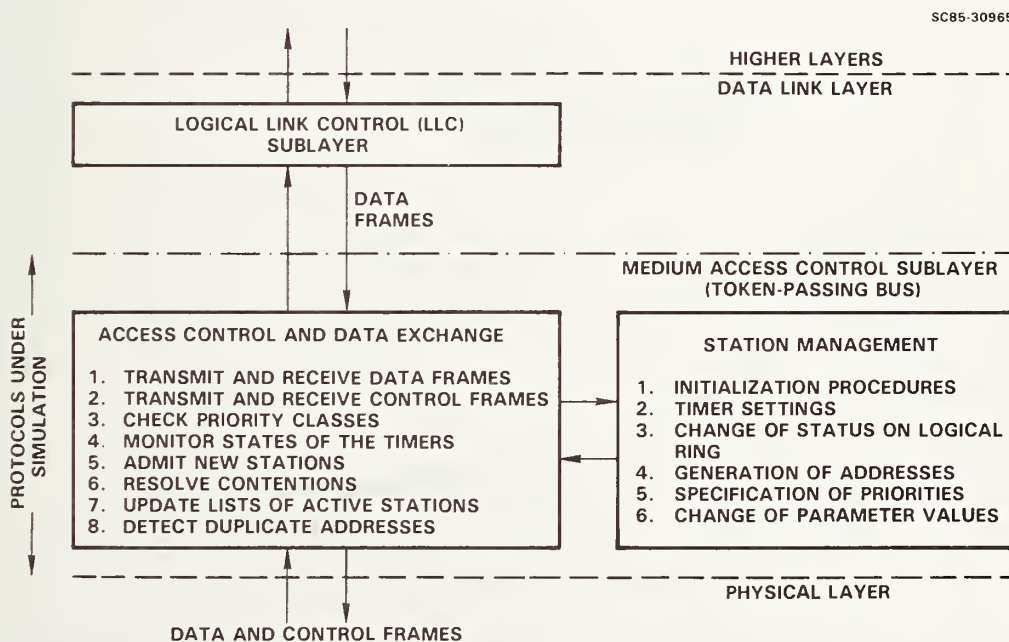 SC85-30965
HIGHER LAYERS
DATA LINK LAYER
LOGICAL LINK CONTROL (LLC)
SUBLAYER
DATA
FRAMES
MEDIUM ACCESS CONTROL SUBLAYER
(TOKEN-PASSING BUS)
PROTOCOLS UNDER
SIMULATION
ACCESS CONTROL AND DATA EXCHANGE
1. TRANSMIT AND RECEIVE DATA FRAMES
2. TRANSMIT AND RECEIVE CONTROL FRAMES
3. CHECK PRIORITY CLASSES
4. MONITOR STATES OF THE TIMERS
5. ADMIT NEW STATIONS
6. RESOLVE CONTENTIONS
7. UPDATE LISTS OF ACTIVE STATIONS
8. DETECT DUPLICATE ADDRESSES
STATION MANAGEMENT
1. INITIALIZATION PROCEDURES
2. TIMER SETTINGS
3. CHANGE OF STATUS ON LOGICAL
RING
4. GENERATION OF ADDRESSES
5. SPECIFICATION OF PRIORITIES
6. CHANGE OF PARAMETER VALUES
PHYSICAL LAYER
DATA AND CONTROL FRAMES